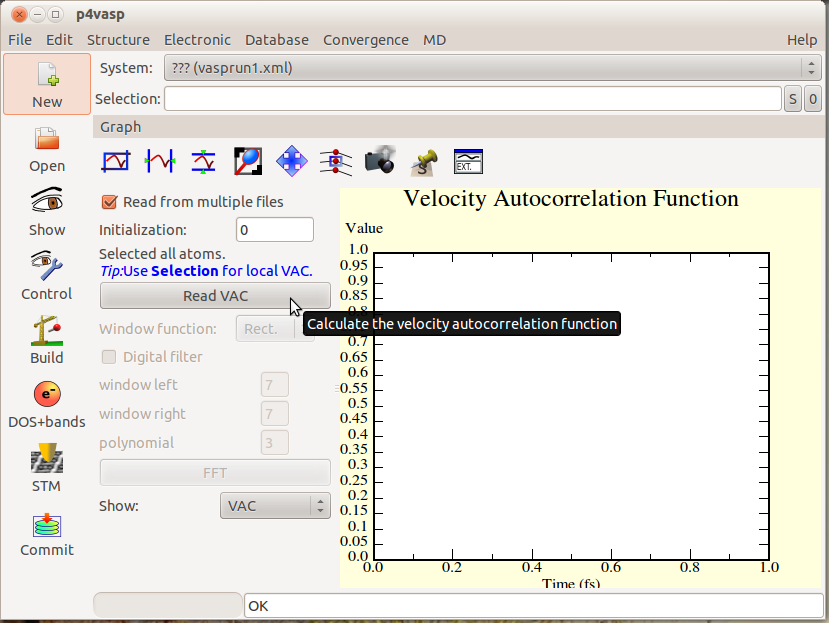 p4vasp
File Edit Structure Electronic Database Convergence MD Help
New
Open
Show
Control
Build
e-
DOS+bands
STM
Commit
System: ??? (vasprun1.xml)
Selection: S 0
Graph
S
EXT.
Read from multiple files
Initialization: 0
Selected all atoms.
Tip:Use Selection for local VAC.
Read VAC
Calculate the velocity autocorrelation function
Window function: Rect.
Digital filter
window left 7
window right 7
polynomial 3
FFT
Show: VAC
Velocity Autocorrelation Function
Value
1.0
0.95
0.9
0.85
0.8
0.65
0.6
0.55
0.5
0.45
0.4
0.35
0.3
0.25
0.2
0.15
0.1
0.05
0.0
0.0 0.2 0.4 0.6 0.8 1.0
Time (fs)
OK